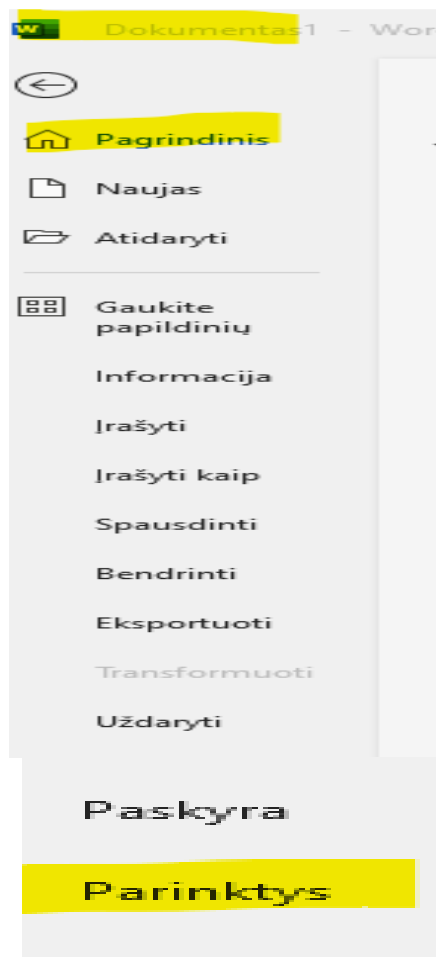 W Dokumentas1 - Wor
Pagrindinis
Naujas
Atidaryti
Gaukite
papildinių
Informacija
Įrašyti
Įrašyti kaip
Spausdinti
Bendrinti
Eksportuoti
Transformuoti
Uždaryti
Paskyra
Parinktys